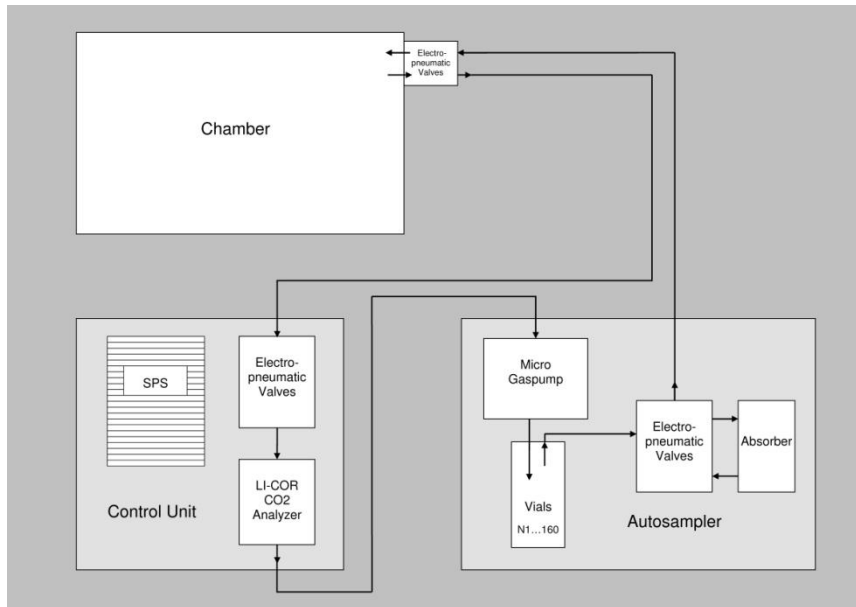 Electro-
pneumatic
Valves
Chamber
SPS
Electro-
pneumatic
Valves
LI-COR
CO2
Analyzer
Control Unit
Micro
Gaspump
Vials
N1...160
Electro-
pneumatic
Valves
Absorber
Autosampler